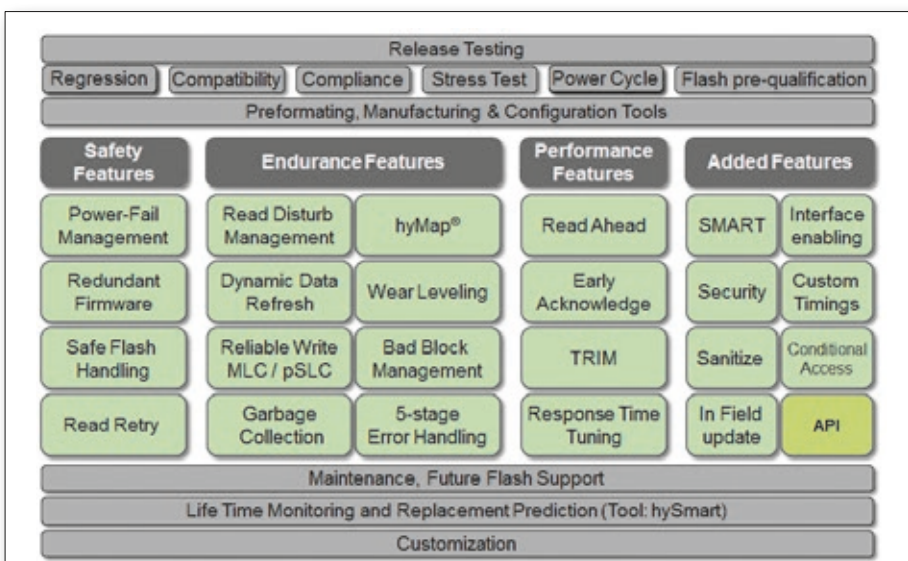 Release Testing
Regression Compatibility Compliance Stress Test Power Cycle Flash pre-qualification
Preformating, Manufacturing & Configuration Tools
Safety
Features
Endurance Features
Performance
Features
Added Features
Power-Fail
Management
Read Disturb
Management
hyMap®
Read Ahead
SMART
Interface
enabling
Redundant
Firmware
Dynamic Data
Refresh
Wear Leveling
Early
Acknowledge
Security
Custom
Timings
Safe Flash
Handling
Reliable Write
MLC / pSLC
Bad Block
Management
TRIM
Sanitize
Conditional
Access
Read Retry
Garbage
Collection
5-stage
Error Handling
Response Time
Tuning
In Field
update
API
Maintenance, Future Flash Support
Life Time Monitoring and Replacement Prediction (Tool: hySmart)
Customization